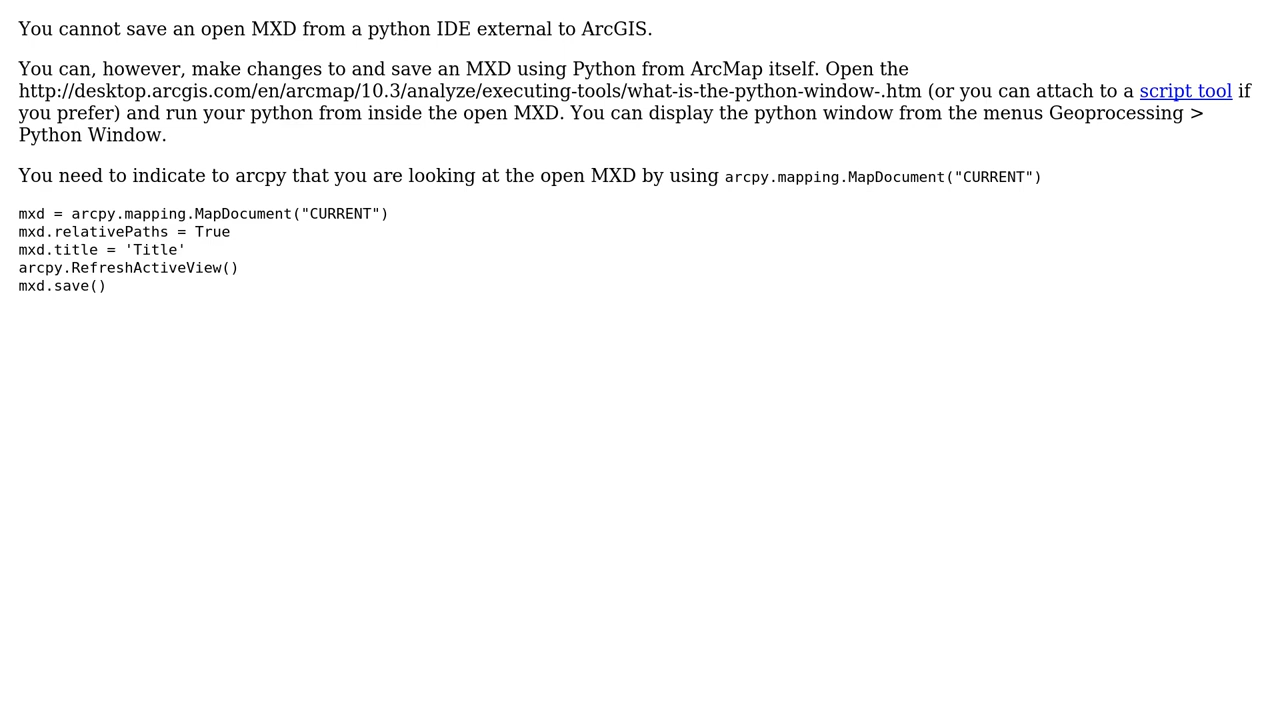 You cannot save an open MXD from a python IDE external to ArcGIS.
You can, however, make changes to and save an MXD using Python from ArcMap itself. Open the
http://desktop.arcgis.com/en/arcmap/10.3/analyze/executing-tools/what-is-the-python-window-.htm (or you can attach to a script tool if
you prefer) and run your python from inside the open MXD. You can display the python window from the menus Geoprocessing >
Python Window.
You need to indicate to arcpy that you are looking at the open MXD by using arcpy.mapping.MapDocument("CURRENT")
mxd = arcpy.mapping.MapDocument("CURRENT")
mxd.relativePaths = True
mxd.title = 'Title'
arcpy.RefreshActiveView()
mxd.save()